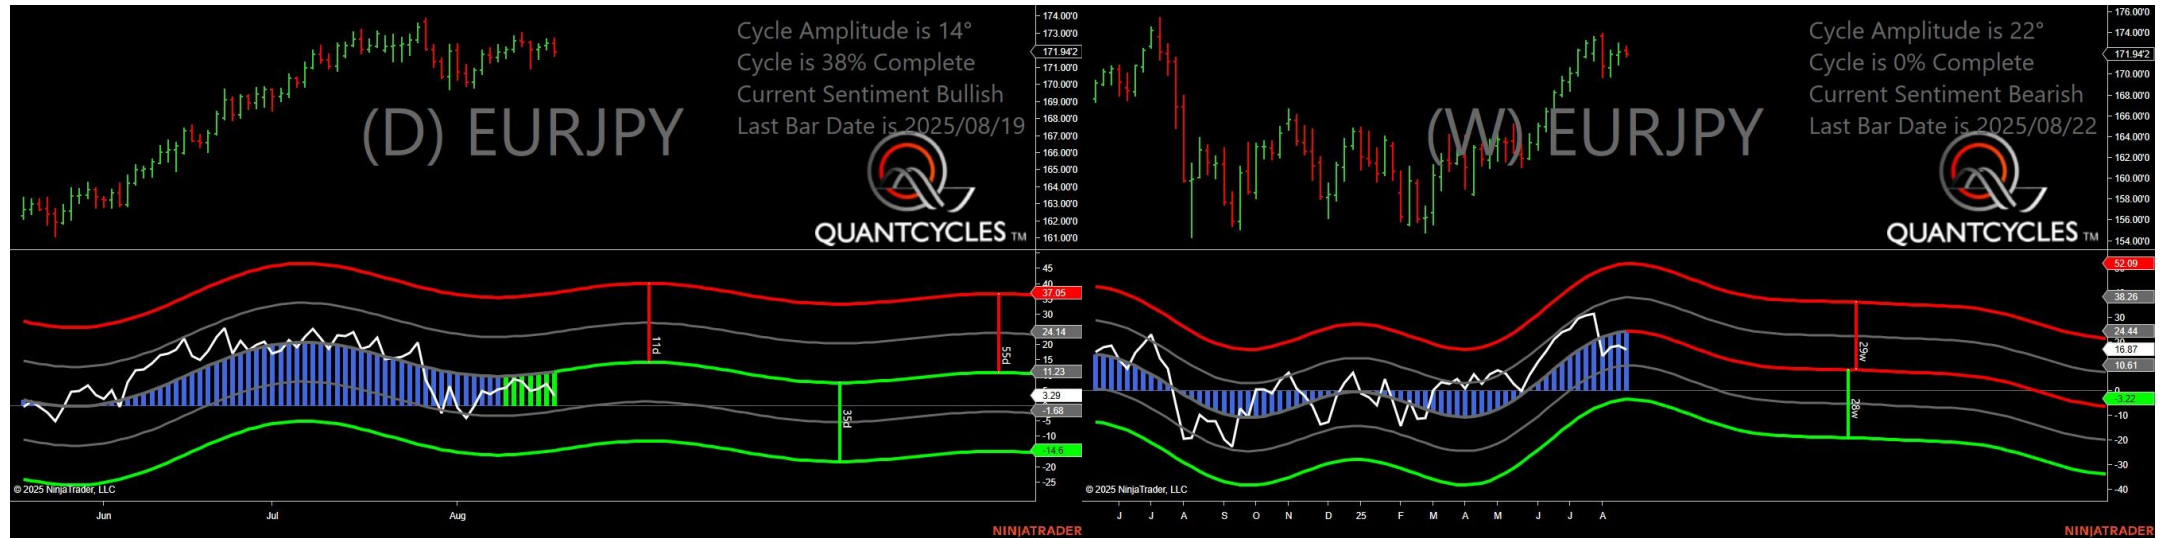 Cycle Amplitude is 14°
Cycle is 38% Complete
Current Sentiment Bullish
Last Bar Date is 2025/08/19
(D) EURJPY
QUANTCYCLES TM
174.00'0
173.00'0
171.94'2
171.00'0
170.00'0
169.00'0
168.00'0
167.00'0
166.00'0
165.00'0
164.00'0
163.00'0
162.00'0
161.00'0
45
40
37.05
30
24.14
20
15
11.23
3.29
-1.68
-5
-10
-14.6
-20
-25
11d
35d
55d
© 2025 NinjaTrader, LLC
Jun Jul Aug
NINJATRADER
Cycle Amplitude is 22°
Cycle is 0% Complete
Current Sentiment Bearish
Last Bar Date is 2025/08/22
(W) EURJPY
QUANTCYCLES TM
176.00'0
174.00'0
171.94'2
170.00'0
168.00'0
166.00'0
164.00'0
162.00'0
160.00'0
158.00'0
156.00'0
154.00'0
52.09
38.26
30
24.44
16.87
10.61
0
-3.22
-10
-20
-30
-40
29w
28w
© 2025 NinjaTrader, LLC
J J A S O N D 25 F M A M J J A
NINJATRADER